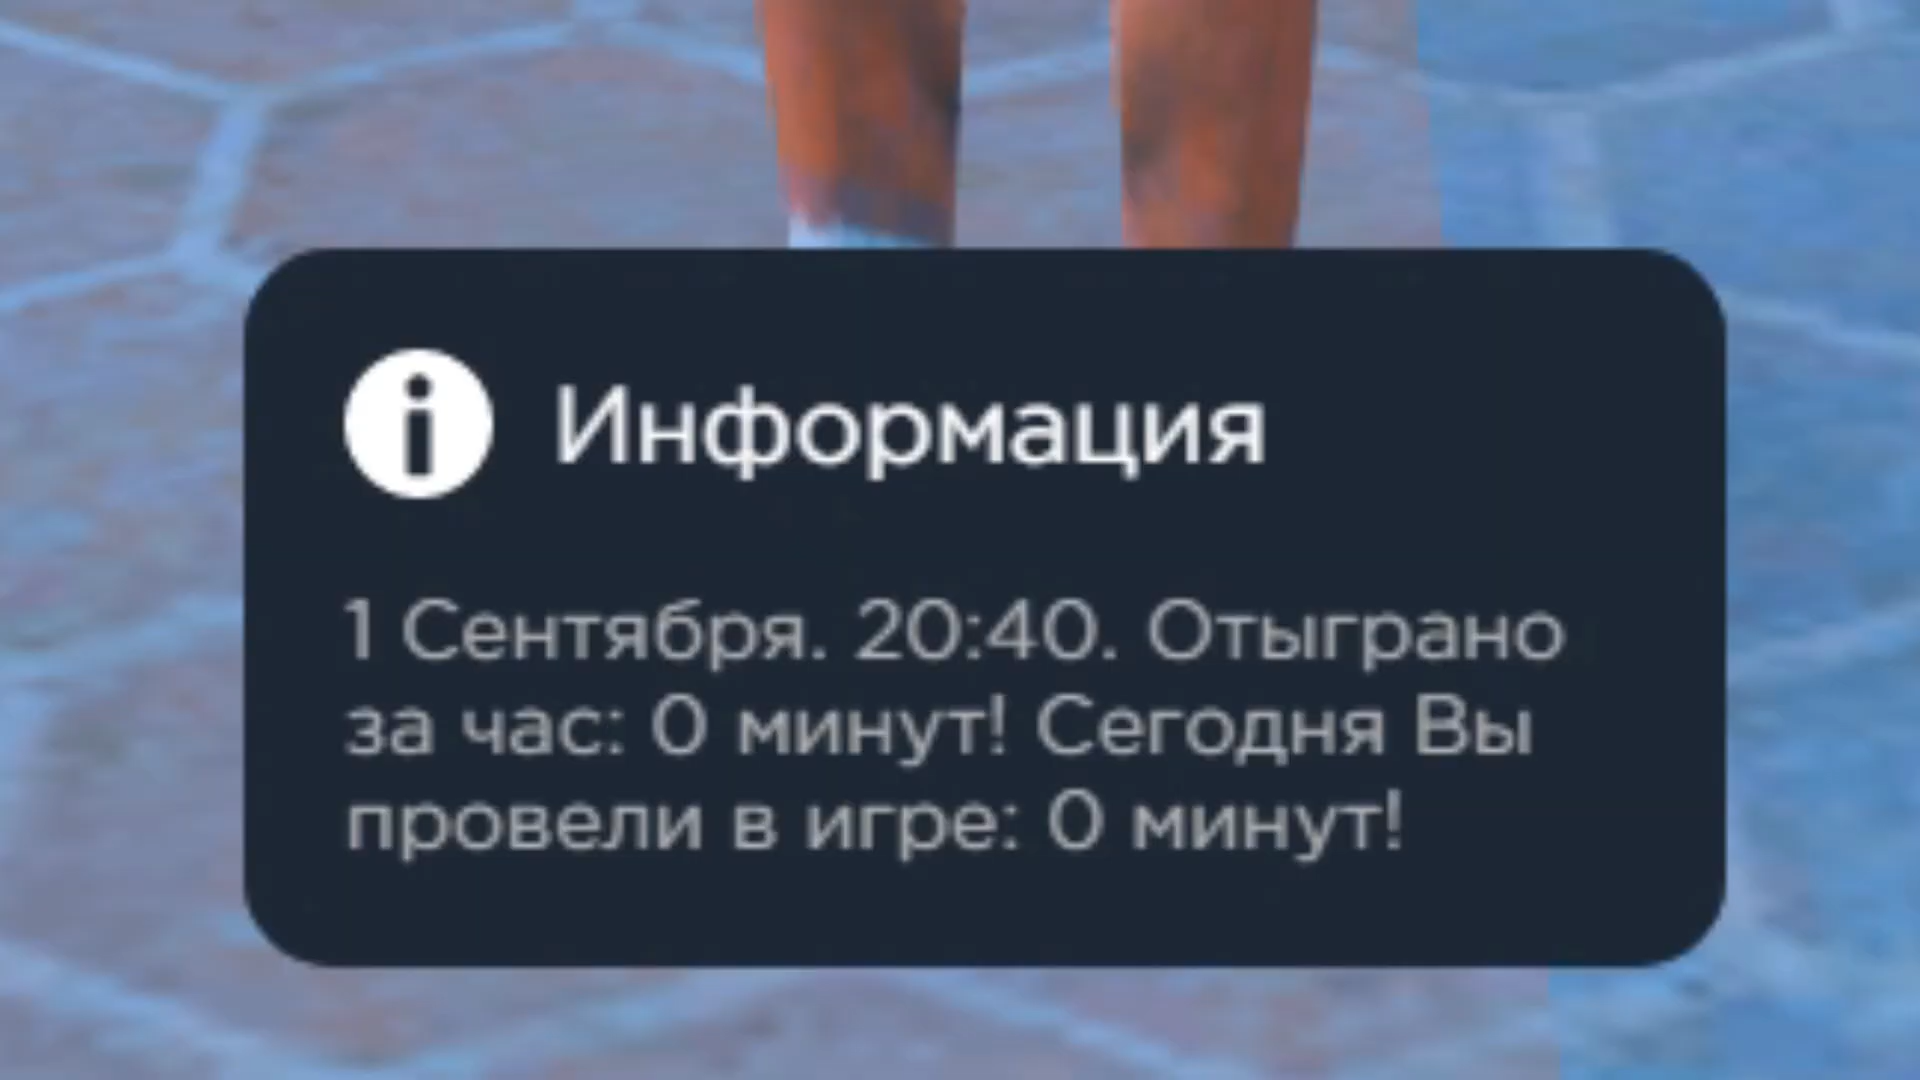 Информация
1 Сентября. 20:40. Отыграно
за час: 0 минут! Сегодня Вы
провели в игре: 0 минут!